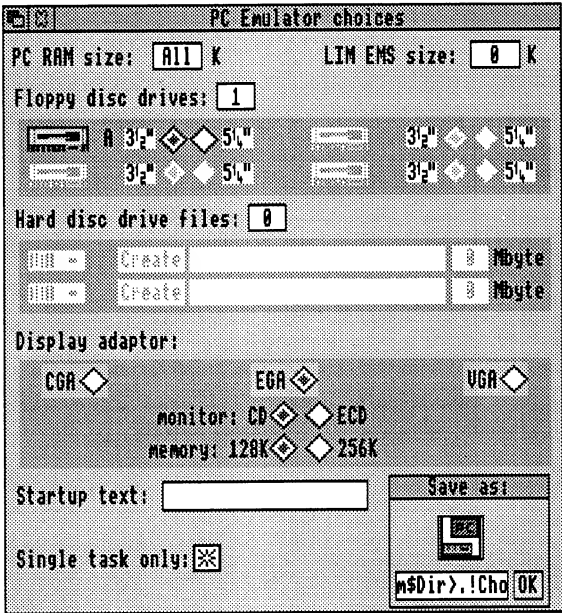 PC Emulator choices
PC RAM size: All K LIM EMS size: 0 K
Floppy disc drives: 1
A 3½" 5¼" 3½" 5¼"
3½" 5¼" 3½" 5¼"
Hard disc drive files: 0
Create 0 Mbyte
Create 0 Mbyte
Display adaptor:
CGA EGA VGA
monitor: CD ECD
memory: 128K 256K
Startup text:
Save as:
Single task only:
m$Dir>.!Cho OK